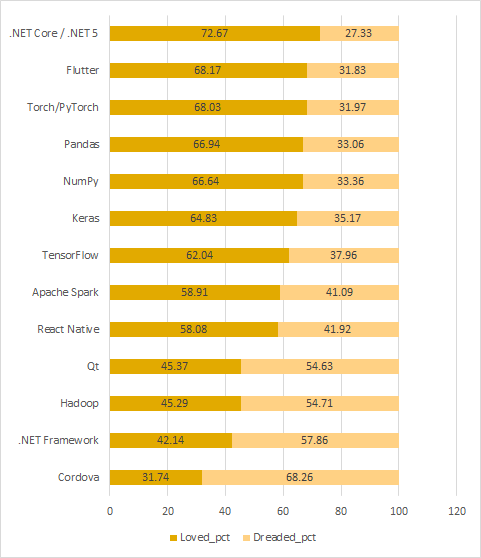 .NET Core / .NET 5 72.67 27.33
Flutter 68.17 31.83
Torch/PyTorch 68.03 31.97
Pandas 66.94 33.06
NumPy 66.64 33.36
Keras 64.83 35.17
TensorFlow 62.04 37.96
Apache Spark 58.91 41.09
React Native 58.08 41.92
Qt 45.37 54.63
Hadoop 45.29 54.71
.NET Framework 42.14 57.86
Cordova 31.74 68.26
0 20 40 60 80 100 120
Loved_pct Dreaded_pct